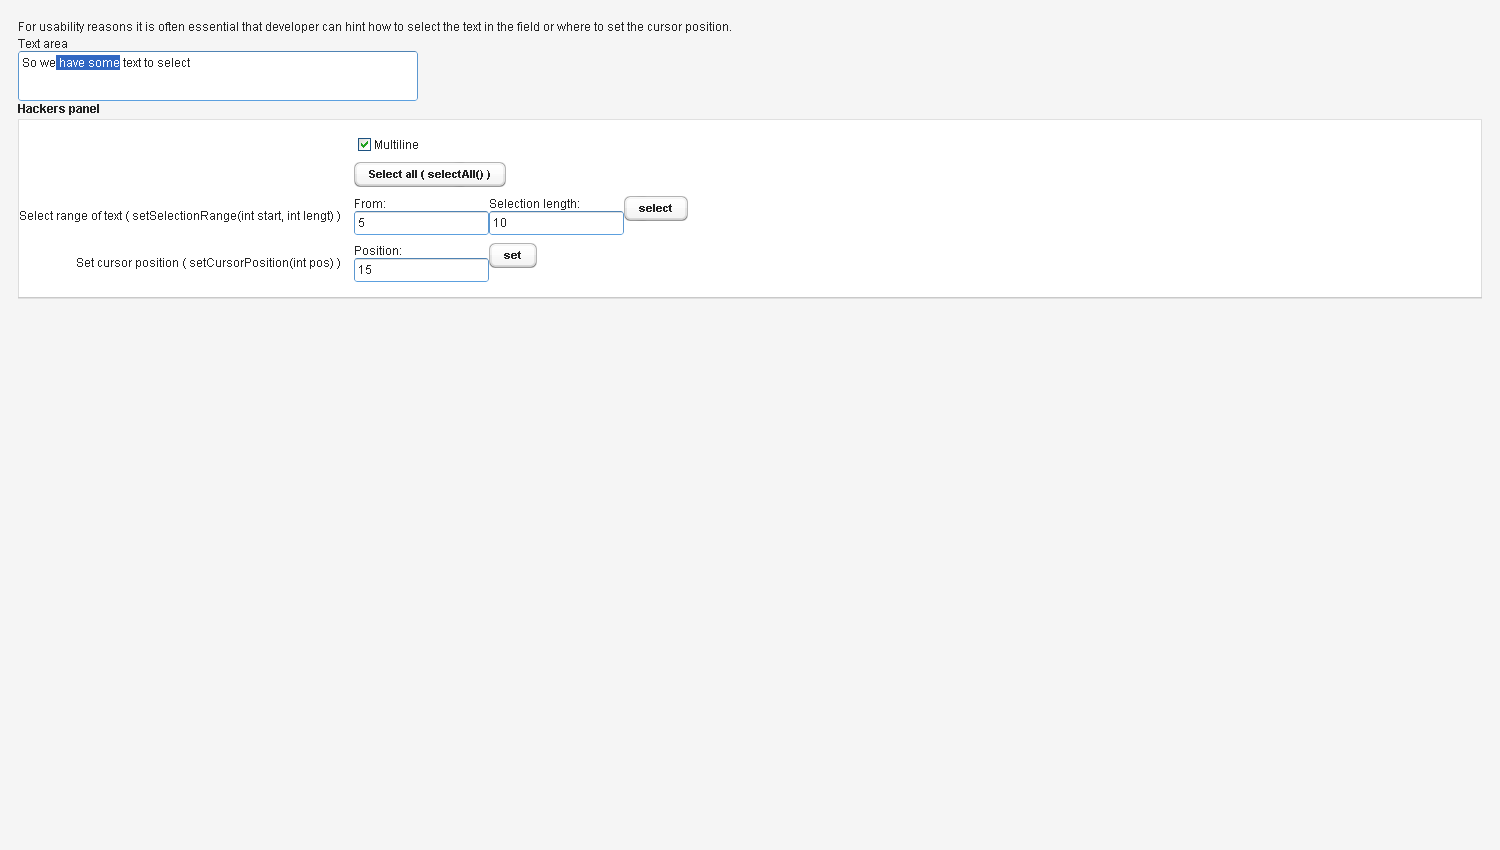 For usability reasons it is often essential that developer can hint how to select the text in the field or where to set the cursor position.
Text area
So we have some text to select
Hackers panel
Multiline
Select all ( selectAll() )
Select range of text ( setSelectionRange(int start, int lengt) )
From:
5
Selection length:
10
select
Set cursor position ( setCursorPosition(int pos) )
Position:
15
set